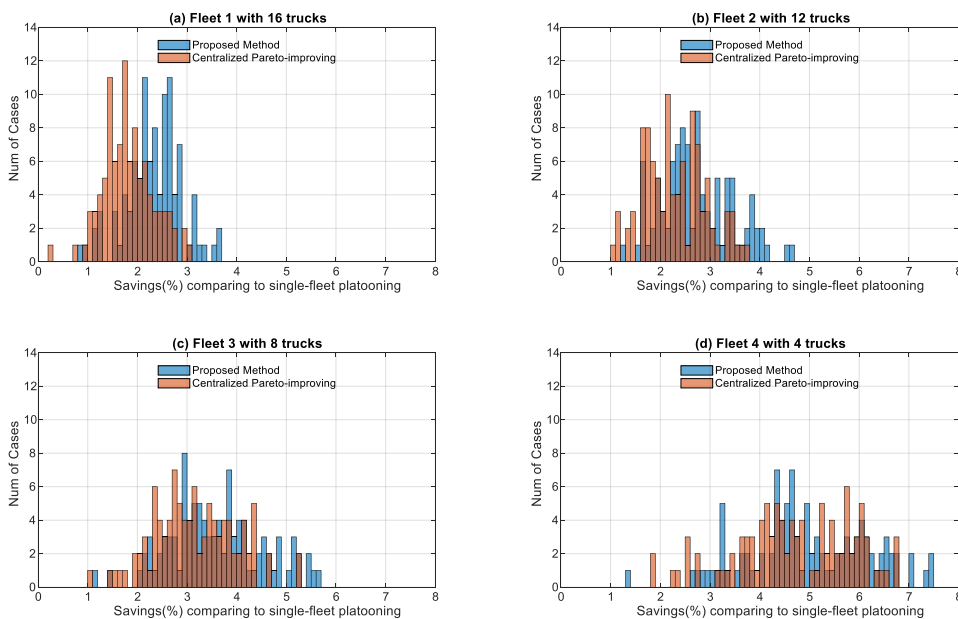 (a) Fleet 1 with 16 trucks
Proposed Method
Centralized Pareto-improving
Num of Cases
0 2 4 6 8 10 12 14
0 1 2 3 4 5 6 7 8
Savings(%) comparing to single-fleet platooning
(b) Fleet 2 with 12 trucks
Proposed Method
Centralized Pareto-improving
Num of Cases
0 2 4 6 8 10 12 14
0 1 2 3 4 5 6 7 8
Savings(%) comparing to single-fleet platooning
(c) Fleet 3 with 8 trucks
Proposed Method
Centralized Pareto-improving
Num of Cases
0 2 4 6 8 10 12 14
0 1 2 3 4 5 6 7 8
Savings(%) comparing to single-fleet platooning
(d) Fleet 4 with 4 trucks
Proposed Method
Centralized Pareto-improving
Num of Cases
0 2 4 6 8 10 12 14
0 1 2 3 4 5 6 7 8
Savings(%) comparing to single-fleet platooning